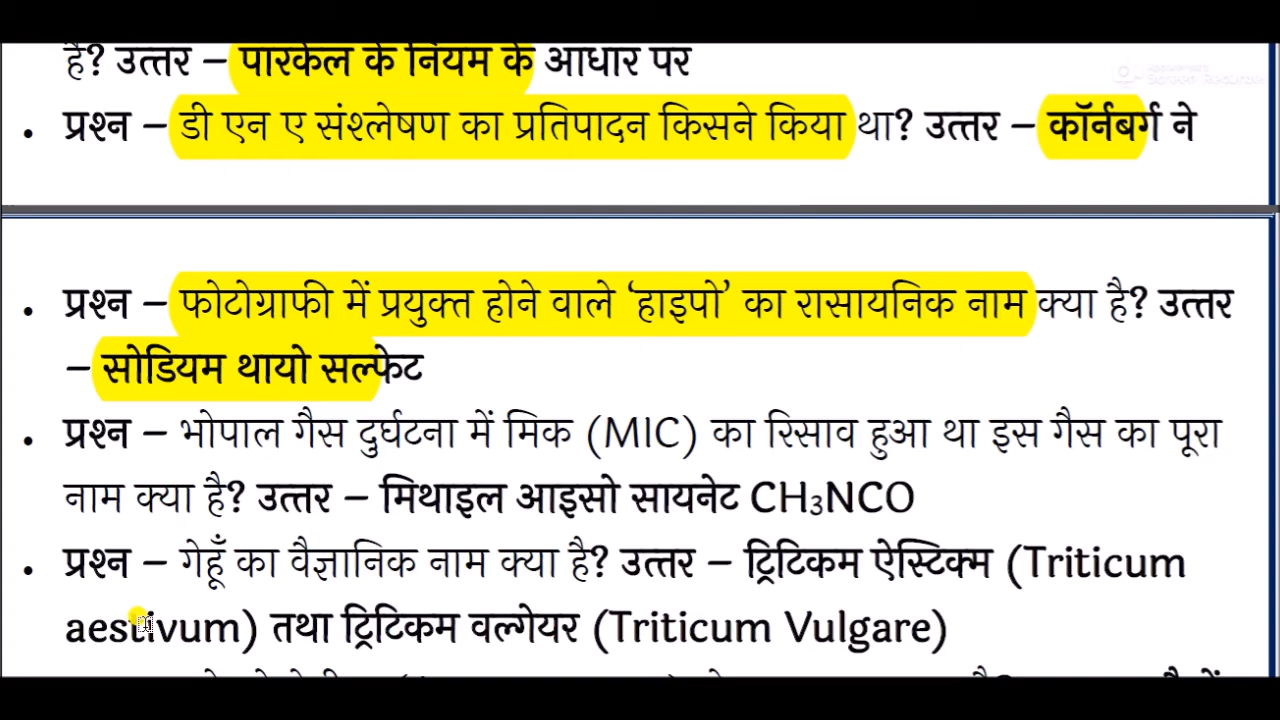 है? उत्तर – पास्कल के नियम के आधार पर
• प्रश्न – डी एन ए संश्लेषण का प्रतिपादन किसने किया था? उत्तर – कॉर्नबर्ग ने
• प्रश्न – फोटोग्राफी में प्रयुक्त होने वाले ‘हाइपो’ का रासायनिक नाम क्या है? उत्तर
– सोडियम थायो सल्फेट
• प्रश्न – भोपाल गैस दुर्घटना में मिक (MIC) का रिसाव हुआ था इस गैस का पूरा
नाम क्या है? उत्तर – मिथाइल आइसो सायनेट CH₃NCO
• प्रश्न – गेहूँ का वैज्ञानिक नाम क्या है? उत्तर – ट्रिटिकम ऐस्टिक्म (Triticum
aestivum) तथा ट्रिटिकम वल्गेयर (Triticum Vulgare)